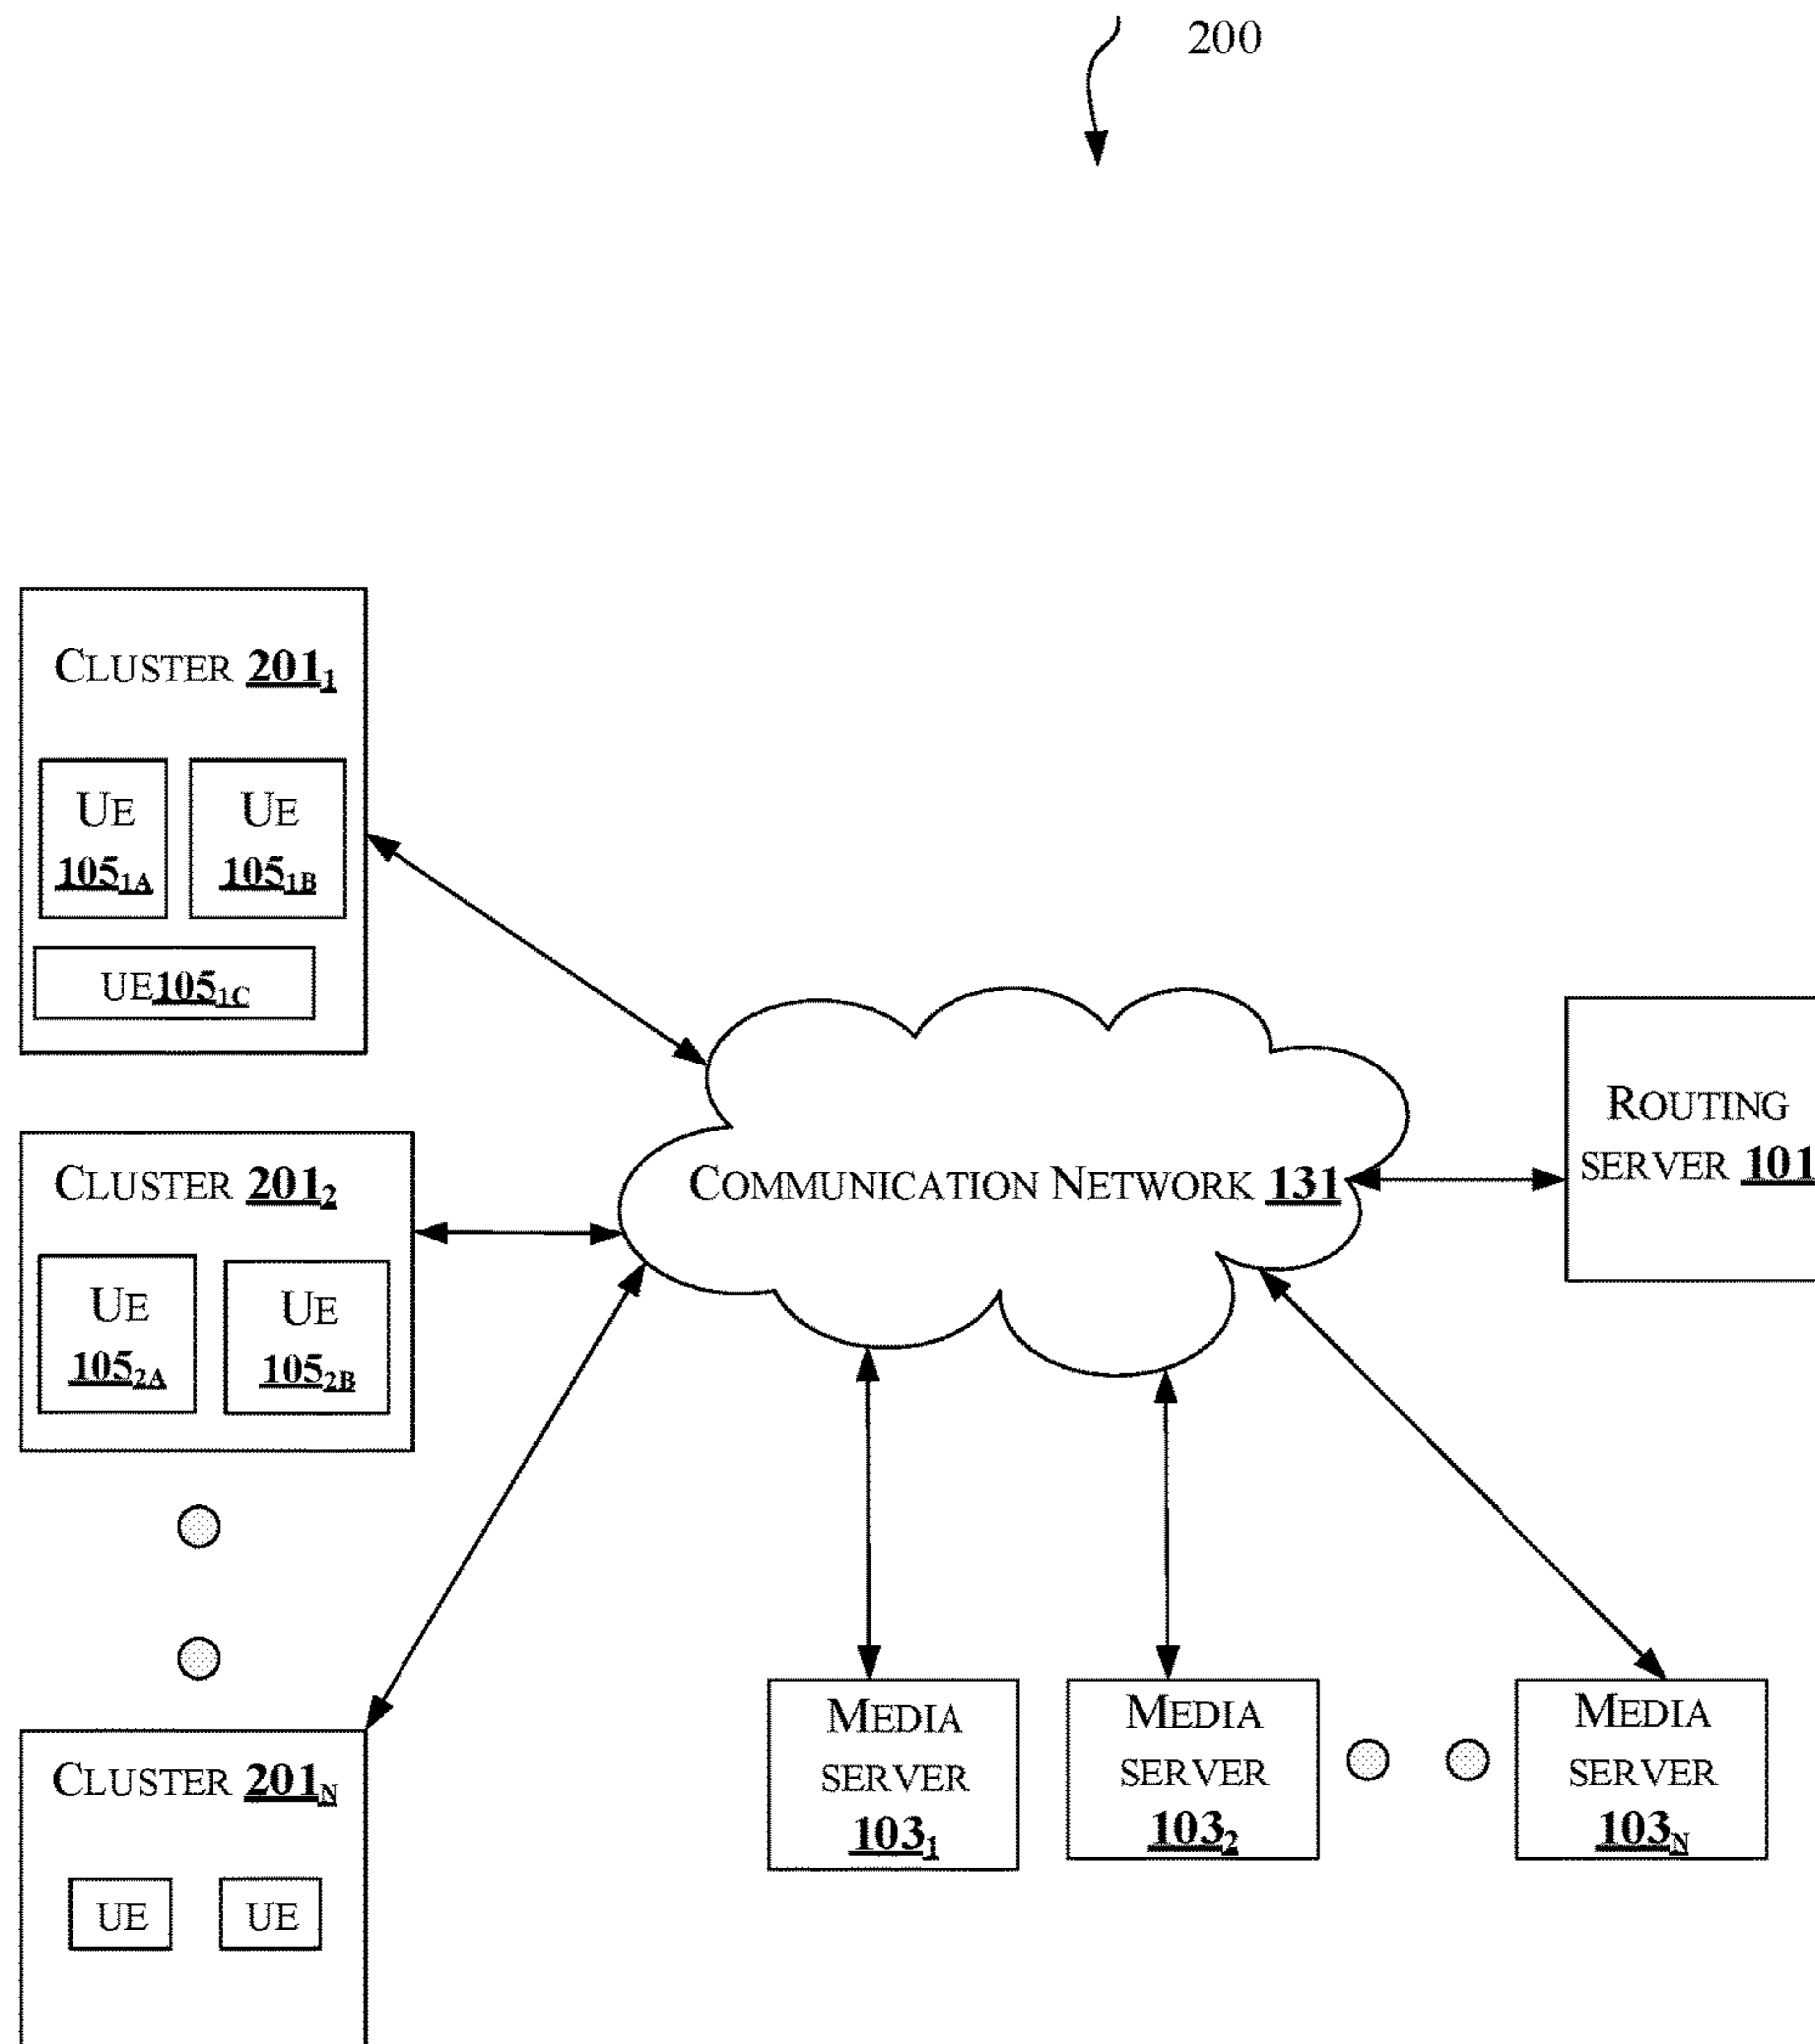 200
CLUSTER 201₁
UE UE
105₁A 105₁B
UE105₁C
CLUSTER 201₂
UE UE
105₂A 105₂B
COMMUNICATION NETWORK 131
ROUTING
SERVER 101
CLUSTER 201N
UE UE
MEDIA
SERVER
103₁
MEDIA
SERVER
103₂
MEDIA
SERVER
103N